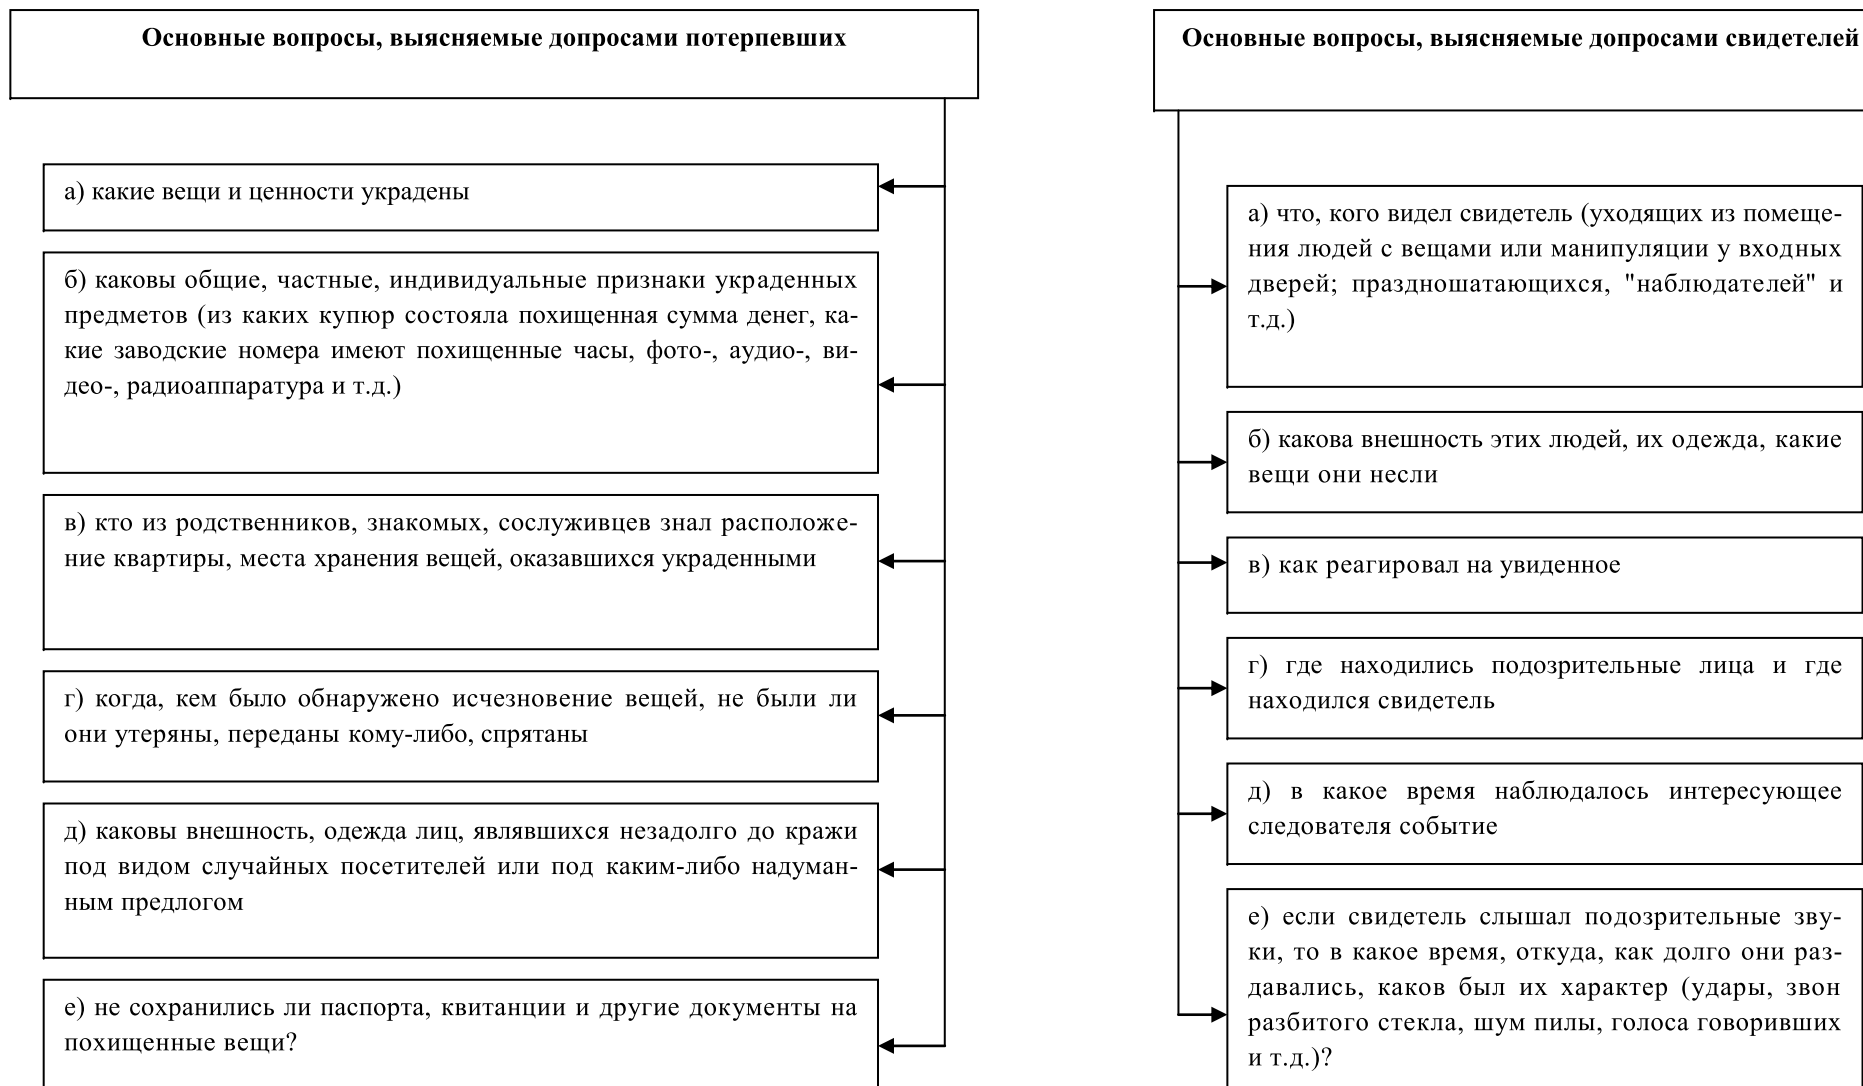 Основные вопросы, выясняемые допросами потерпевших
а) какие вещи и ценности украдены
б) каковы общие, частные, индивидуальные признаки украденных
предметов (из каких купюр состояла похищенная сумма денег, ка-
кие заводские номера имеют похищенные часы, фото-, аудио-, ви-
део-, радиоаппаратура и т.д.)
в) кто из родственников, знакомых, сослуживцев знал расположе-
ние квартиры, места хранения вещей, оказавшихся украденными
г) когда, кем было обнаружено исчезновение вещей, не были ли
они утеряны, переданы кому-либо, спрятаны
д) каковы внешность, одежда лиц, являвшихся незадолго до кражи
под видом случайных посетителей или под каким-либо надуман-
ным предлогом
е) не сохранились ли паспорта, квитанции и другие документы на
похищенные вещи?
Основные вопросы, выясняемые допросами свидетелей
а) что, кого видел свидетель (уходящих из помеще-
ния людей с вещами или манипуляции у входных
дверей; праздношатающихся, "наблюдателей" и
т.д.)
б) какова внешность этих людей, их одежда, какие
вещи они несли
в) как реагировал на увиденное
г) где находились подозрительные лица и где
находился свидетель
д) в какое время наблюдалось интересующее
следователя событие
е) если свидетель слышал подозрительные зву-
ки, то в какое время, откуда, как долго они раз-
давались, каков был их характер (удары, звон
разбитого стекла, шум пилы, голоса говоривших
и т.д.)?